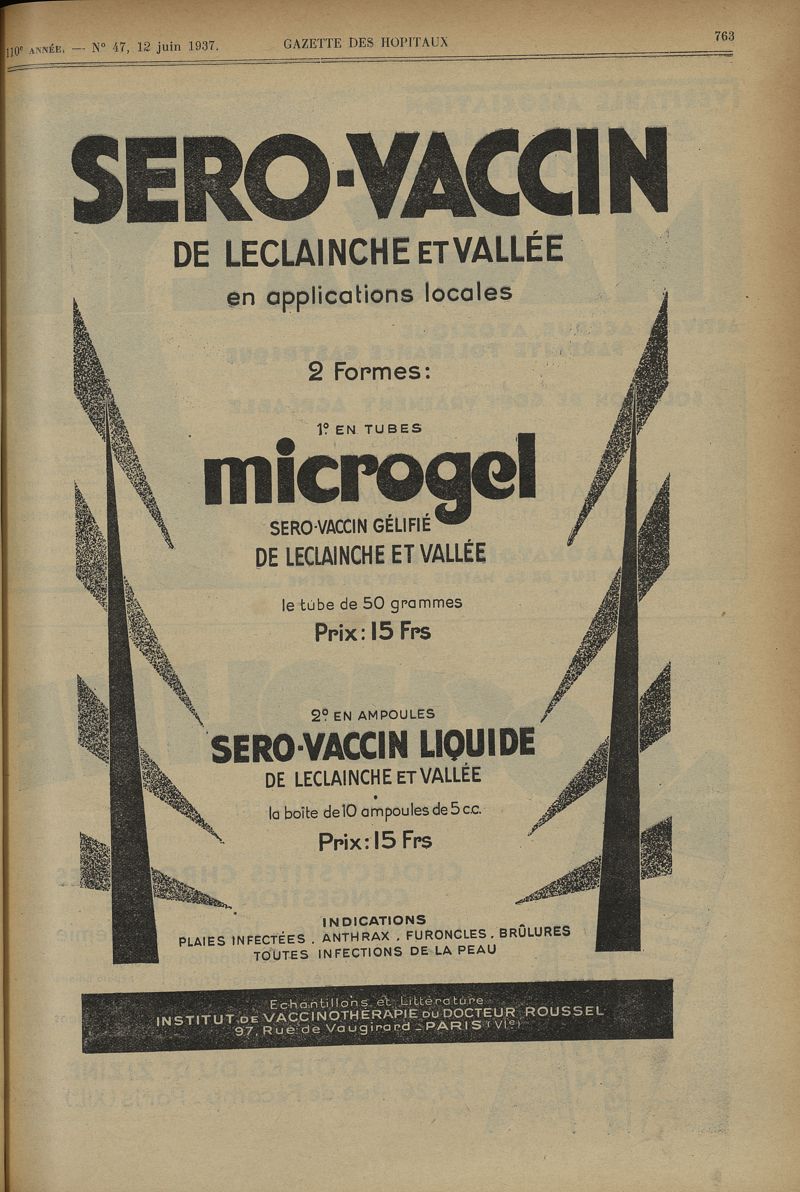 110e ANNÉE. — N° 47, 12 juin 1937. GAZETTE DES HOPITAUX 763
SERO-VACCIN
DE LECLAINCHE ET VALLÉE
en applications locales
2 Formes:
1° EN TUBES
microgel
SERO-VACCIN GÉLIFIÉ
DE LECLAINCHE ET VALLÉE
le tube de 50 grammes
Prix: 15 Frs
2° EN AMPOULES
SERO-VACCIN LIQUIDE
DE LECLAINCHE ET VALLÉE
la boîte de 10 ampoules de 5 c.c.
Prix: 15 Frs
INDICATIONS
PLAIES INFECTÉES . ANTHRAX . FURONCLES . BRÛLURES
TOUTES INFECTIONS DE LA PEAU
Echantillons et Littérature
INSTITUT DE VACCINOTHÉRAPIE DU DOCTEUR ROUSSEL
97, Rue de Vaugirard - PARIS (VIe)